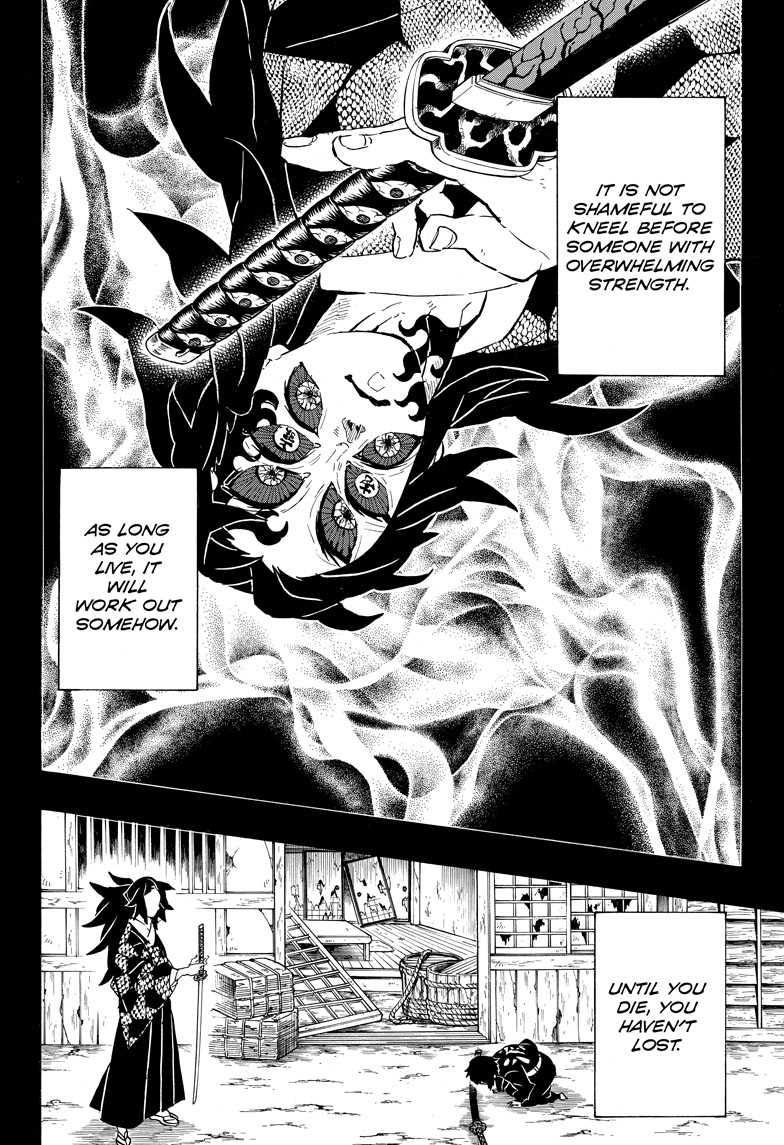 IT IS NOT
SHAMEFUL TO
KNEEL BEFORE
SOMEONE WITH
OVERWHELMING
STRENGTH.
AS LONG
AS YOU
LIVE, IT
WILL
WORK OUT
SOMEHOW.
UNTIL YOU
DIE, YOU
HAVEN'T
LOST.